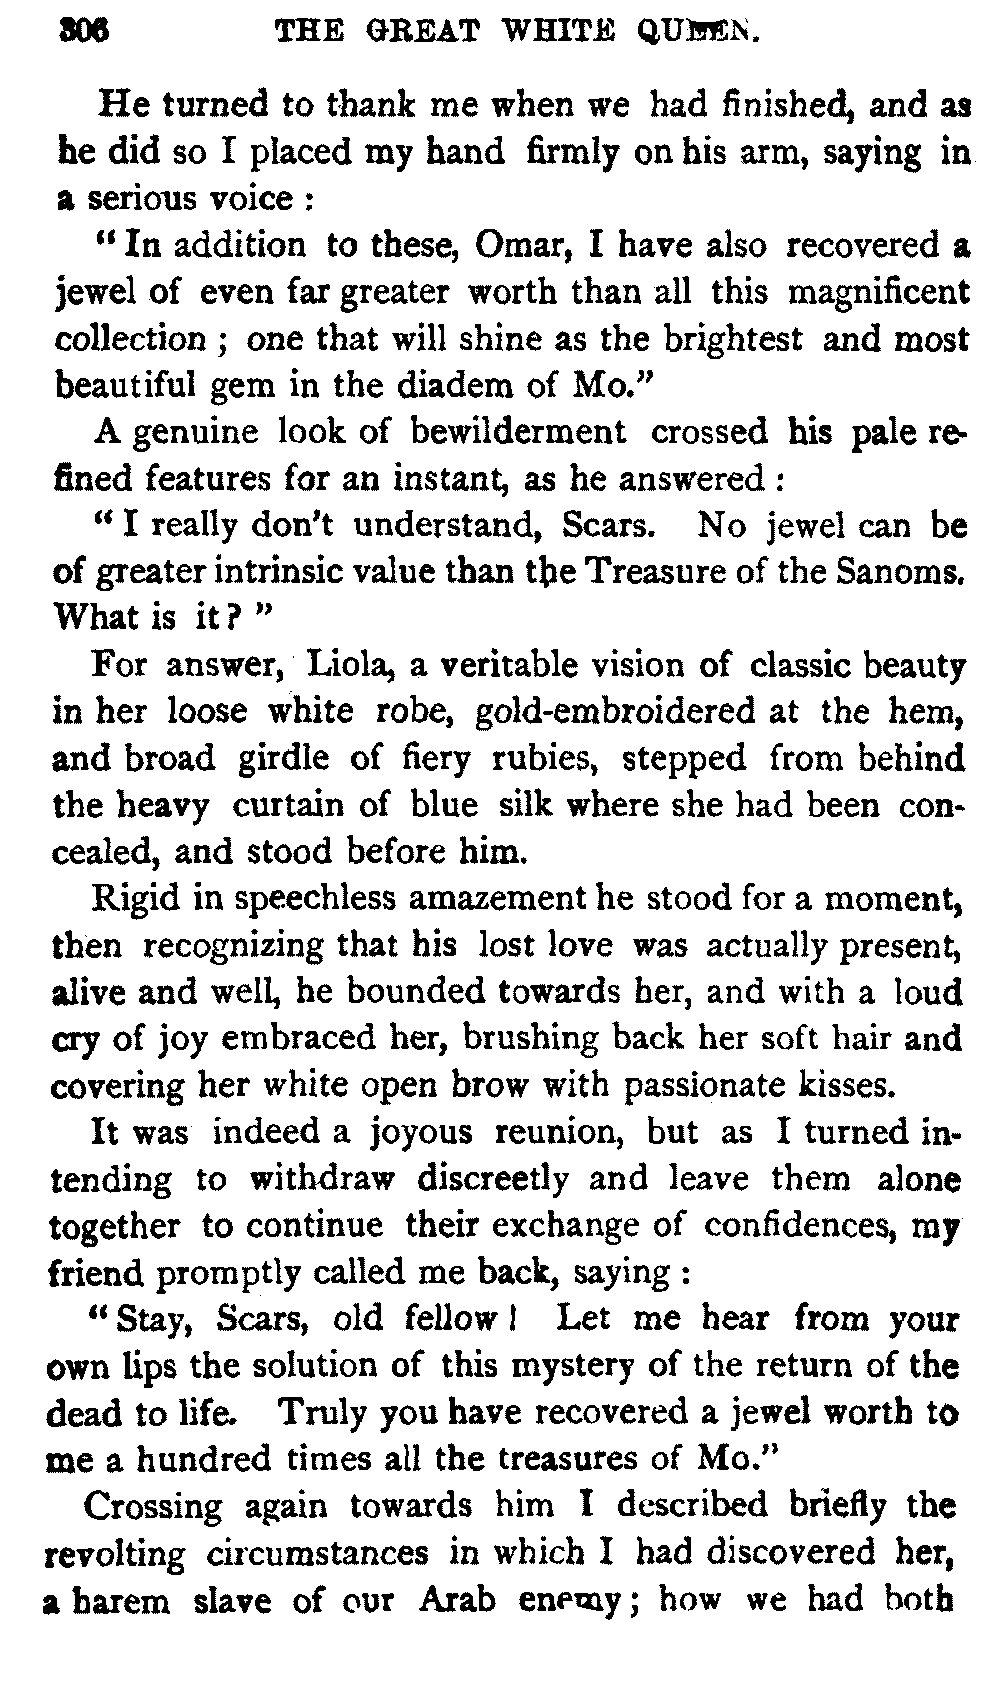 306 THE GREAT WHITE QUEEN.
He turned to thank me when we had finished, and as
he did so I placed my hand firmly on his arm, saying in
a serious voice :
“ In addition to these, Omar, I have also recovered a
jewel of even far greater worth than all this magnificent
collection ; one that will shine as the brightest and most
beautiful gem in the diadem of Mo.”
A genuine look of bewilderment crossed his pale re-
fined features for an instant, as he answered :
“ I really don't understand, Scars. No jewel can be
of greater intrinsic value than the Treasure of the Sanoms.
What is it? ”
For answer, Liola, a veritable vision of classic beauty
in her loose white robe, gold-embroidered at the hem,
and broad girdle of fiery rubies, stepped from behind
the heavy curtain of blue silk where she had been con-
cealed, and stood before him.
Rigid in speechless amazement he stood for a moment,
then recognizing that his lost love was actually present,
alive and well, he bounded towards her, and with a loud
cry of joy embraced her, brushing back her soft hair and
covering her white open brow with passionate kisses.
It was indeed a joyous reunion, but as I turned in-
tending to withdraw discreetly and leave them alone
together to continue their exchange of confidences, my
friend promptly called me back, saying :
“ Stay, Scars, old fellow ! Let me hear from your
own lips the solution of this mystery of the return of the
dead to life. Truly you have recovered a jewel worth to
me a hundred times all the treasures of Mo.”
Crossing again towards him I described briefly the
revolting circumstances in which I had discovered her,
a harem slave of our Arab enemy ; how we had both